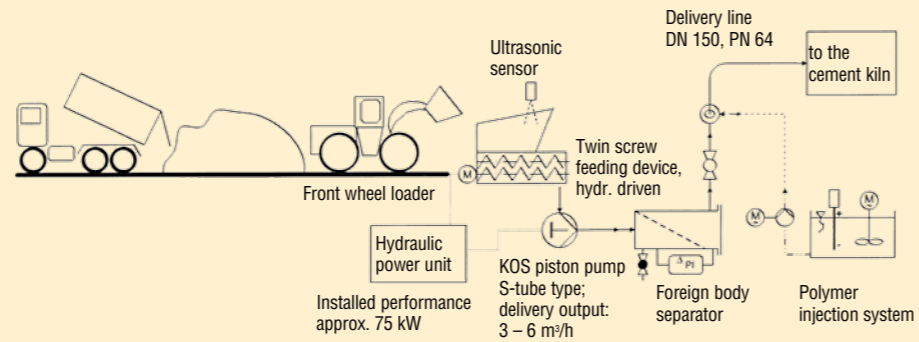 Delivery line
DN 150, PN 64
to the
cement kiln
Ultrasonic
sensor
Twin screw
feeding device,
hydr. driven
M
Front wheel loader
M
M
Hydraulic
power unit
KOS piston pump
S-tube type;
delivery output:
3 – 6 m³/h
Δ PI
Foreign body
separator
Polymer
injection system
Installed performance
approx. 75 kW
+
-